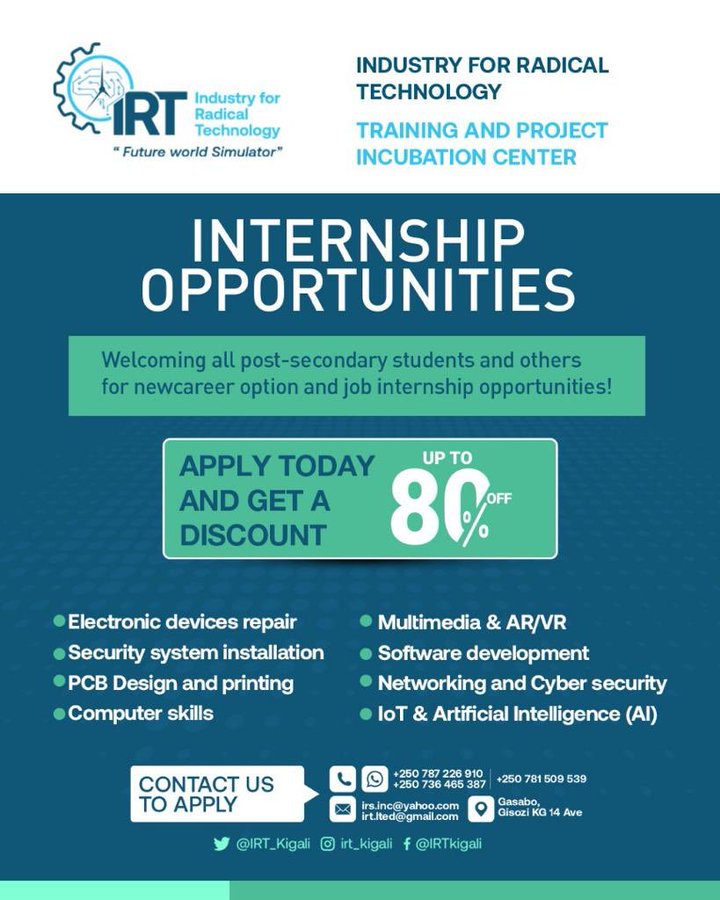 IRT
Industry for
Radical
Technology
“ Future world Simulator”
INDUSTRY FOR RADICAL
TECHNOLOGY
TRAINING AND PROJECT
INCUBATION CENTER
INTERNSHIP
OPPORTUNITIES
Welcoming all post-secondary students and others
for newcareer option and job internship opportunities!
APPLY TODAY
AND GET A
DISCOUNT
UP TO
80% OFF
Electronic devices repair
Security system installation
PCB Design and printing
Computer skills
Multimedia & AR/VR
Software development
Networking and Cyber security
IoT & Artificial Intelligence (AI)
CONTACT US
TO APPLY
+250 787 226 910
+250 736 465 387
+250 781 509 539
irs.inc@yahoo.com
irt.lted@gmail.com
Gasabo,
Gisozi KG 14 Ave
@IRT_Kigali irt_kigali @IRTkigali